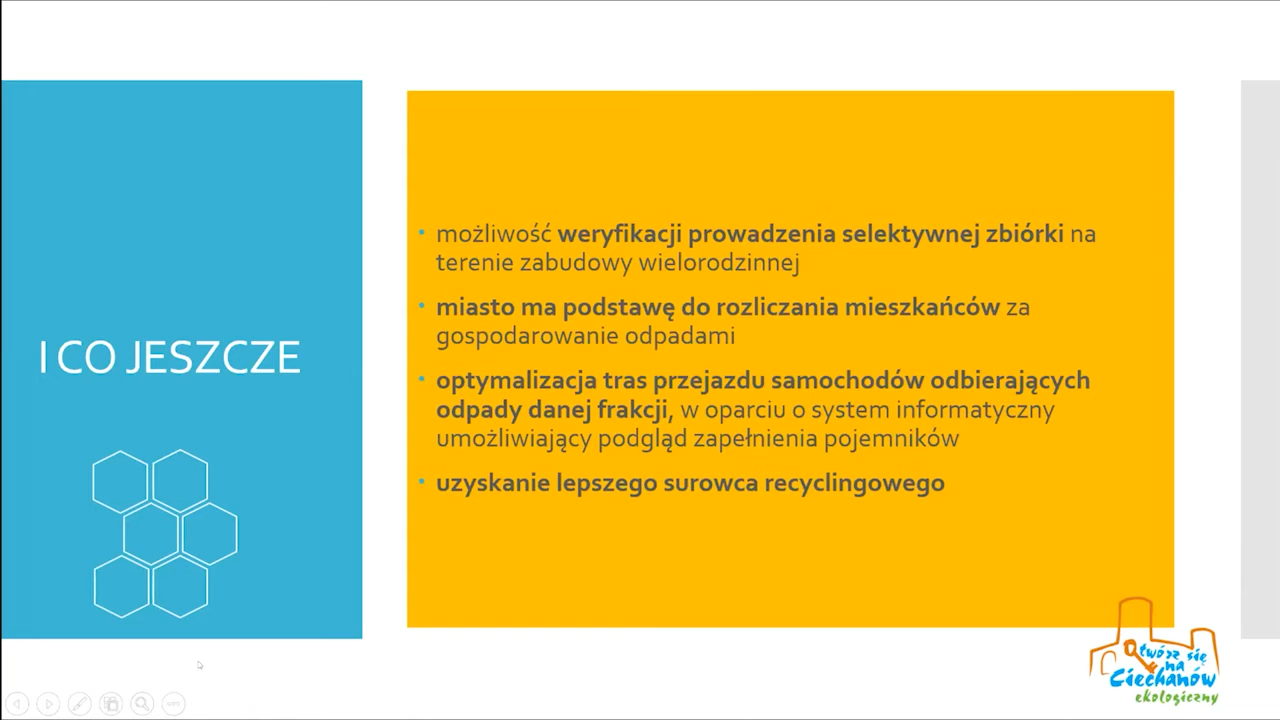 I CO JESZCZE
• możliwość weryfikacji prowadzenia selektywnej zbiórki na
terenie zabudowy wielorodzinnej
• miasto ma podstawę do rozliczania mieszkańców za
gospodarowanie odpadami
• optymalizacja tras przejazdu samochodów odbierających
odpady danej frakcji, w oparciu o system informatyczny
umożliwiający podgląd zapełnienia pojemników
• uzyskanie lepszego surowca recyclingowego
Otwórz się
na
Ciechanów
ekologiczny